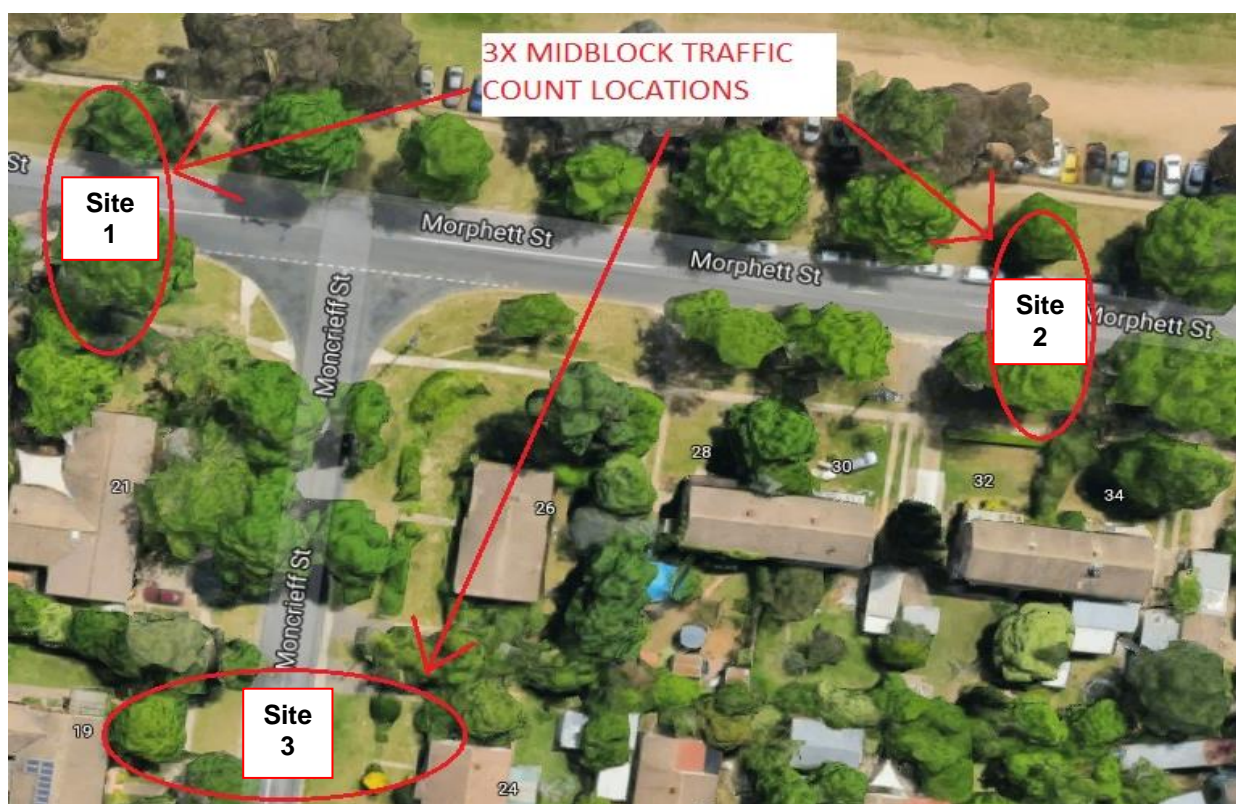 3X MIDBLOCK TRAFFIC
COUNT LOCATIONS
St
Site
1
Morphett St
Morphett St
Site
2
Morphett St
Moncrieff St
28
30
32
34
21
26
Moncrieff St
Site
3
19
24